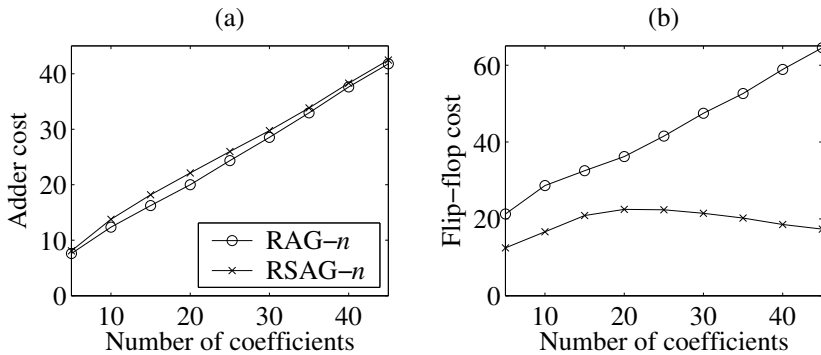 (a)
Adder cost
40
30
20
10
0
10 20 30 40
Number of coefficients
RAG–n
RSAG–n
(b)
Flip–flop cost
60
40
20
0
10 20 30 40
Number of coefficients